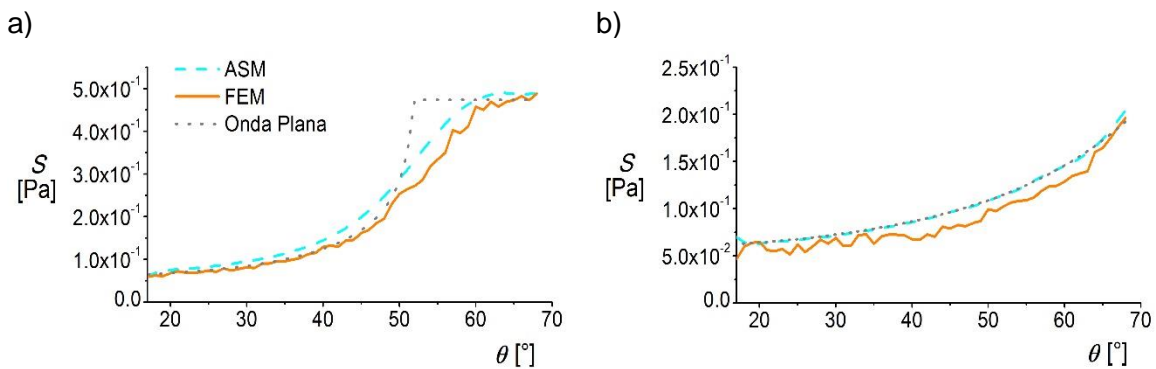 a)
5.0x10⁻¹
4.0x10⁻¹
3.0x10⁻¹
2.0x10⁻¹
1.0x10⁻¹
0.0
S
[Pa]
ASM
FEM
Onda Plana
20 30 40 50 60 70
θ [°]
b)
2.5x10⁻¹
2.0x10⁻¹
1.5x10⁻¹
1.0x10⁻¹
5.0x10⁻²
0.0
S
[Pa]
20 30 40 50 60 70
θ [°]